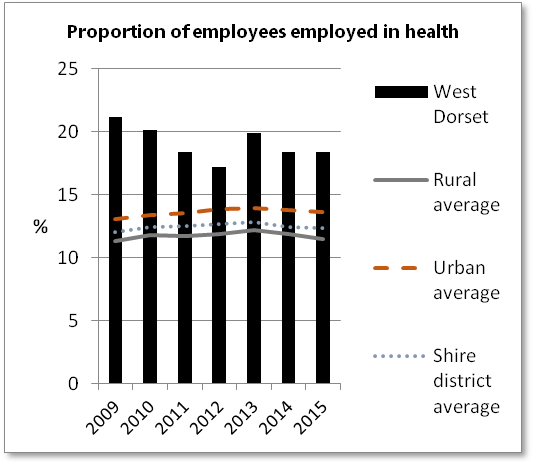 Proportion of employees employed in health
25
20
15
10
5
0
%
2009
2010
2011
2012
2013
2014
2015
West
Dorset
Rural
average
Urban
average
Shire
district
average